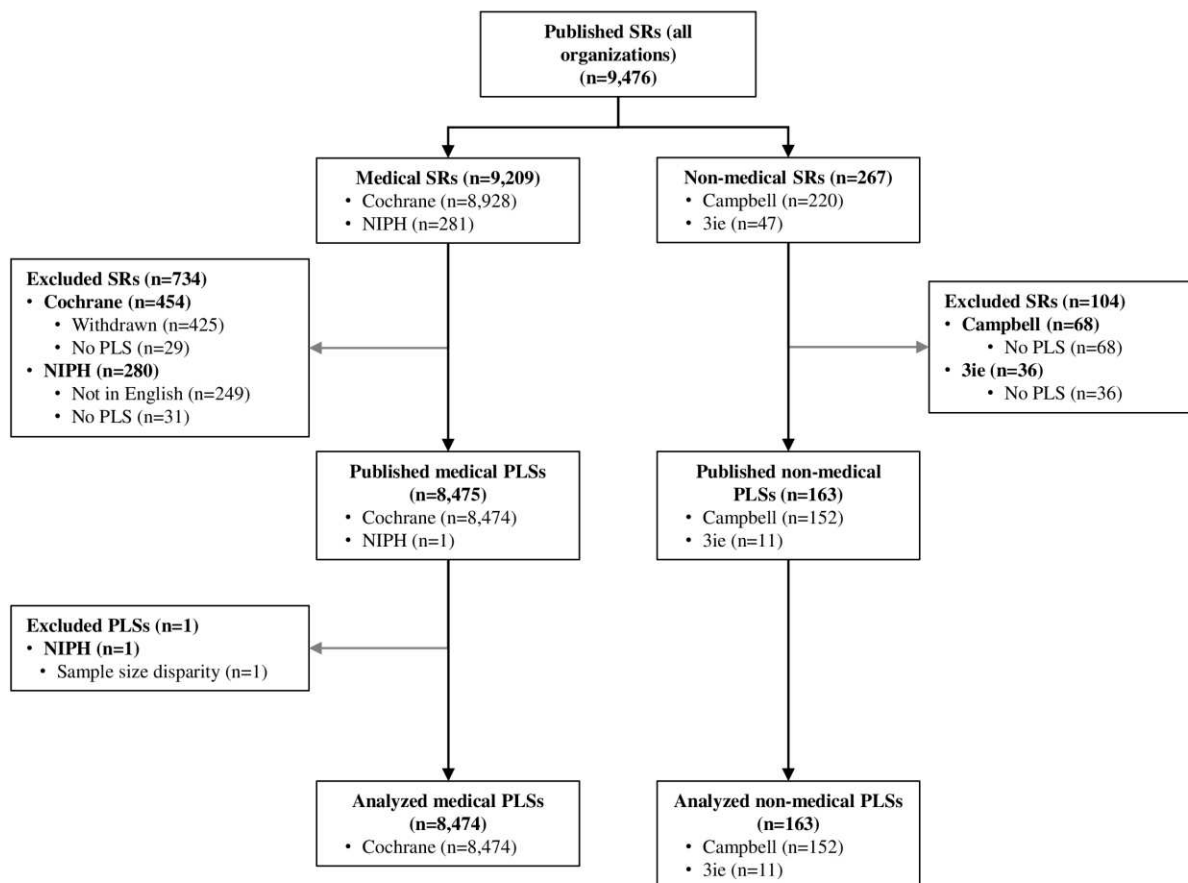 Published SRs (all
organizations)
(n=9,476)
Medical SRs (n=9,209)
• Cochrane (n=8,928)
• NIPH (n=281)
Non-medical SRs (n=267)
• Campbell (n=220)
• 3ie (n=47)
Excluded SRs (n=734)
• Cochrane (n=454)
• Withdrawn (n=425)
• No PLS (n=29)
• NIPH (n=280)
• Not in English (n=249)
• No PLS (n=31)
Excluded SRs (n=104)
• Campbell (n=68)
• No PLS (n=68)
• 3ie (n=36)
• No PLS (n=36)
Published medical PLSs
(n=8,475)
• Cochrane (n=8,474)
• NIPH (n=1)
Published non-medical
PLSs (n=163)
• Campbell (n=152)
• 3ie (n=11)
Excluded PLSs (n=1)
• NIPH (n=1)
• Sample size disparity (n=1)
Analyzed medical PLSs
(n=8,474)
• Cochrane (n=8,474)
Analyzed non-medical PLSs
(n=163)
• Campbell (n=152)
• 3ie (n=11)